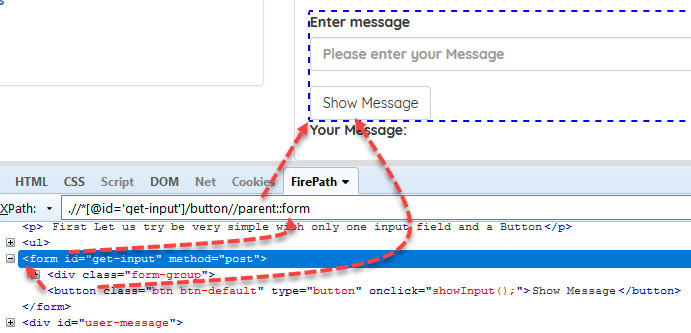 Enter message
Please enter your Message
Show Message
Your Message:
HTML CSS Script DOM Net Cookies FirePath
XPath: .//*[@id='get-input']/button//parent::form
<p> First Let us try be very simple with only one input field and a Button</p>
<ul>
<form id="get-input" method="post">
<div class="form-group">
<button class="btn btn-default" type="button" onclick="showInput();">Show Message</button>
</form>
<div id="user-message">